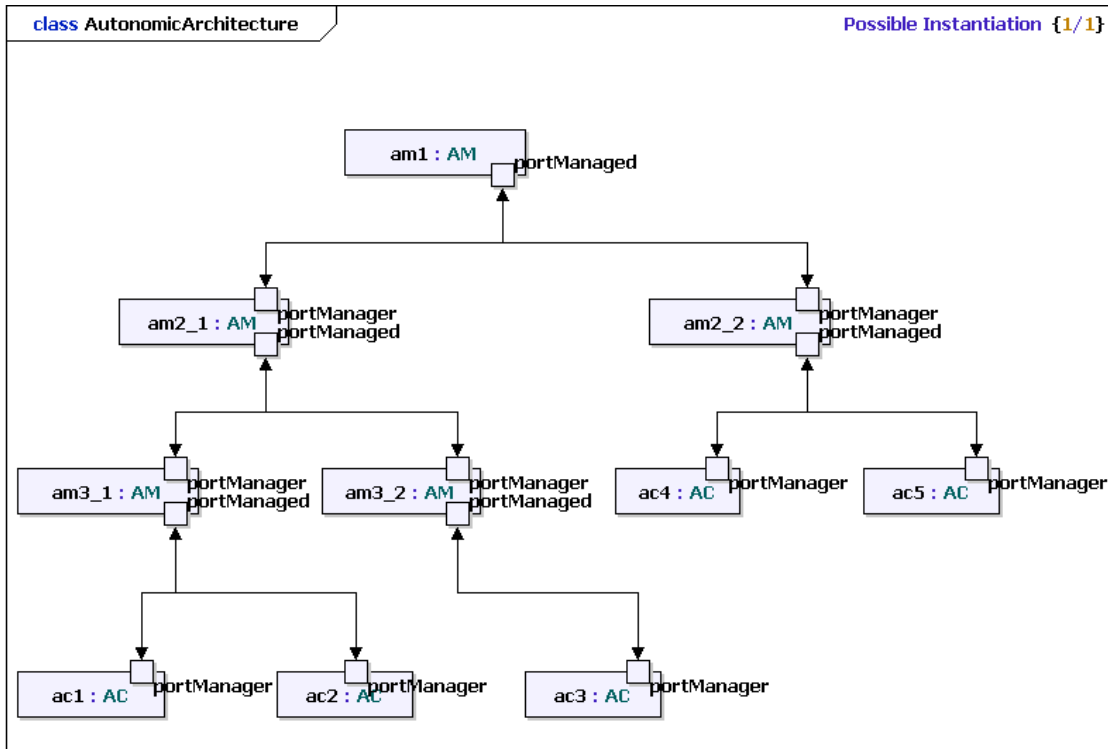 class AutonomicArchitecture
Possible Instantiation {1/1}
am1 : AM
portManaged
am2_1 : AM
portManager
portManaged
am2_2 : AM
portManager
portManaged
am3_1 : AM
portManager
portManaged
am3_2 : AM
portManager
portManaged
ac4 : AC
portManager
ac5 : AC
portManager
ac1 : AC
portManager
ac2 : AC
portManager
ac3 : AC
portManager